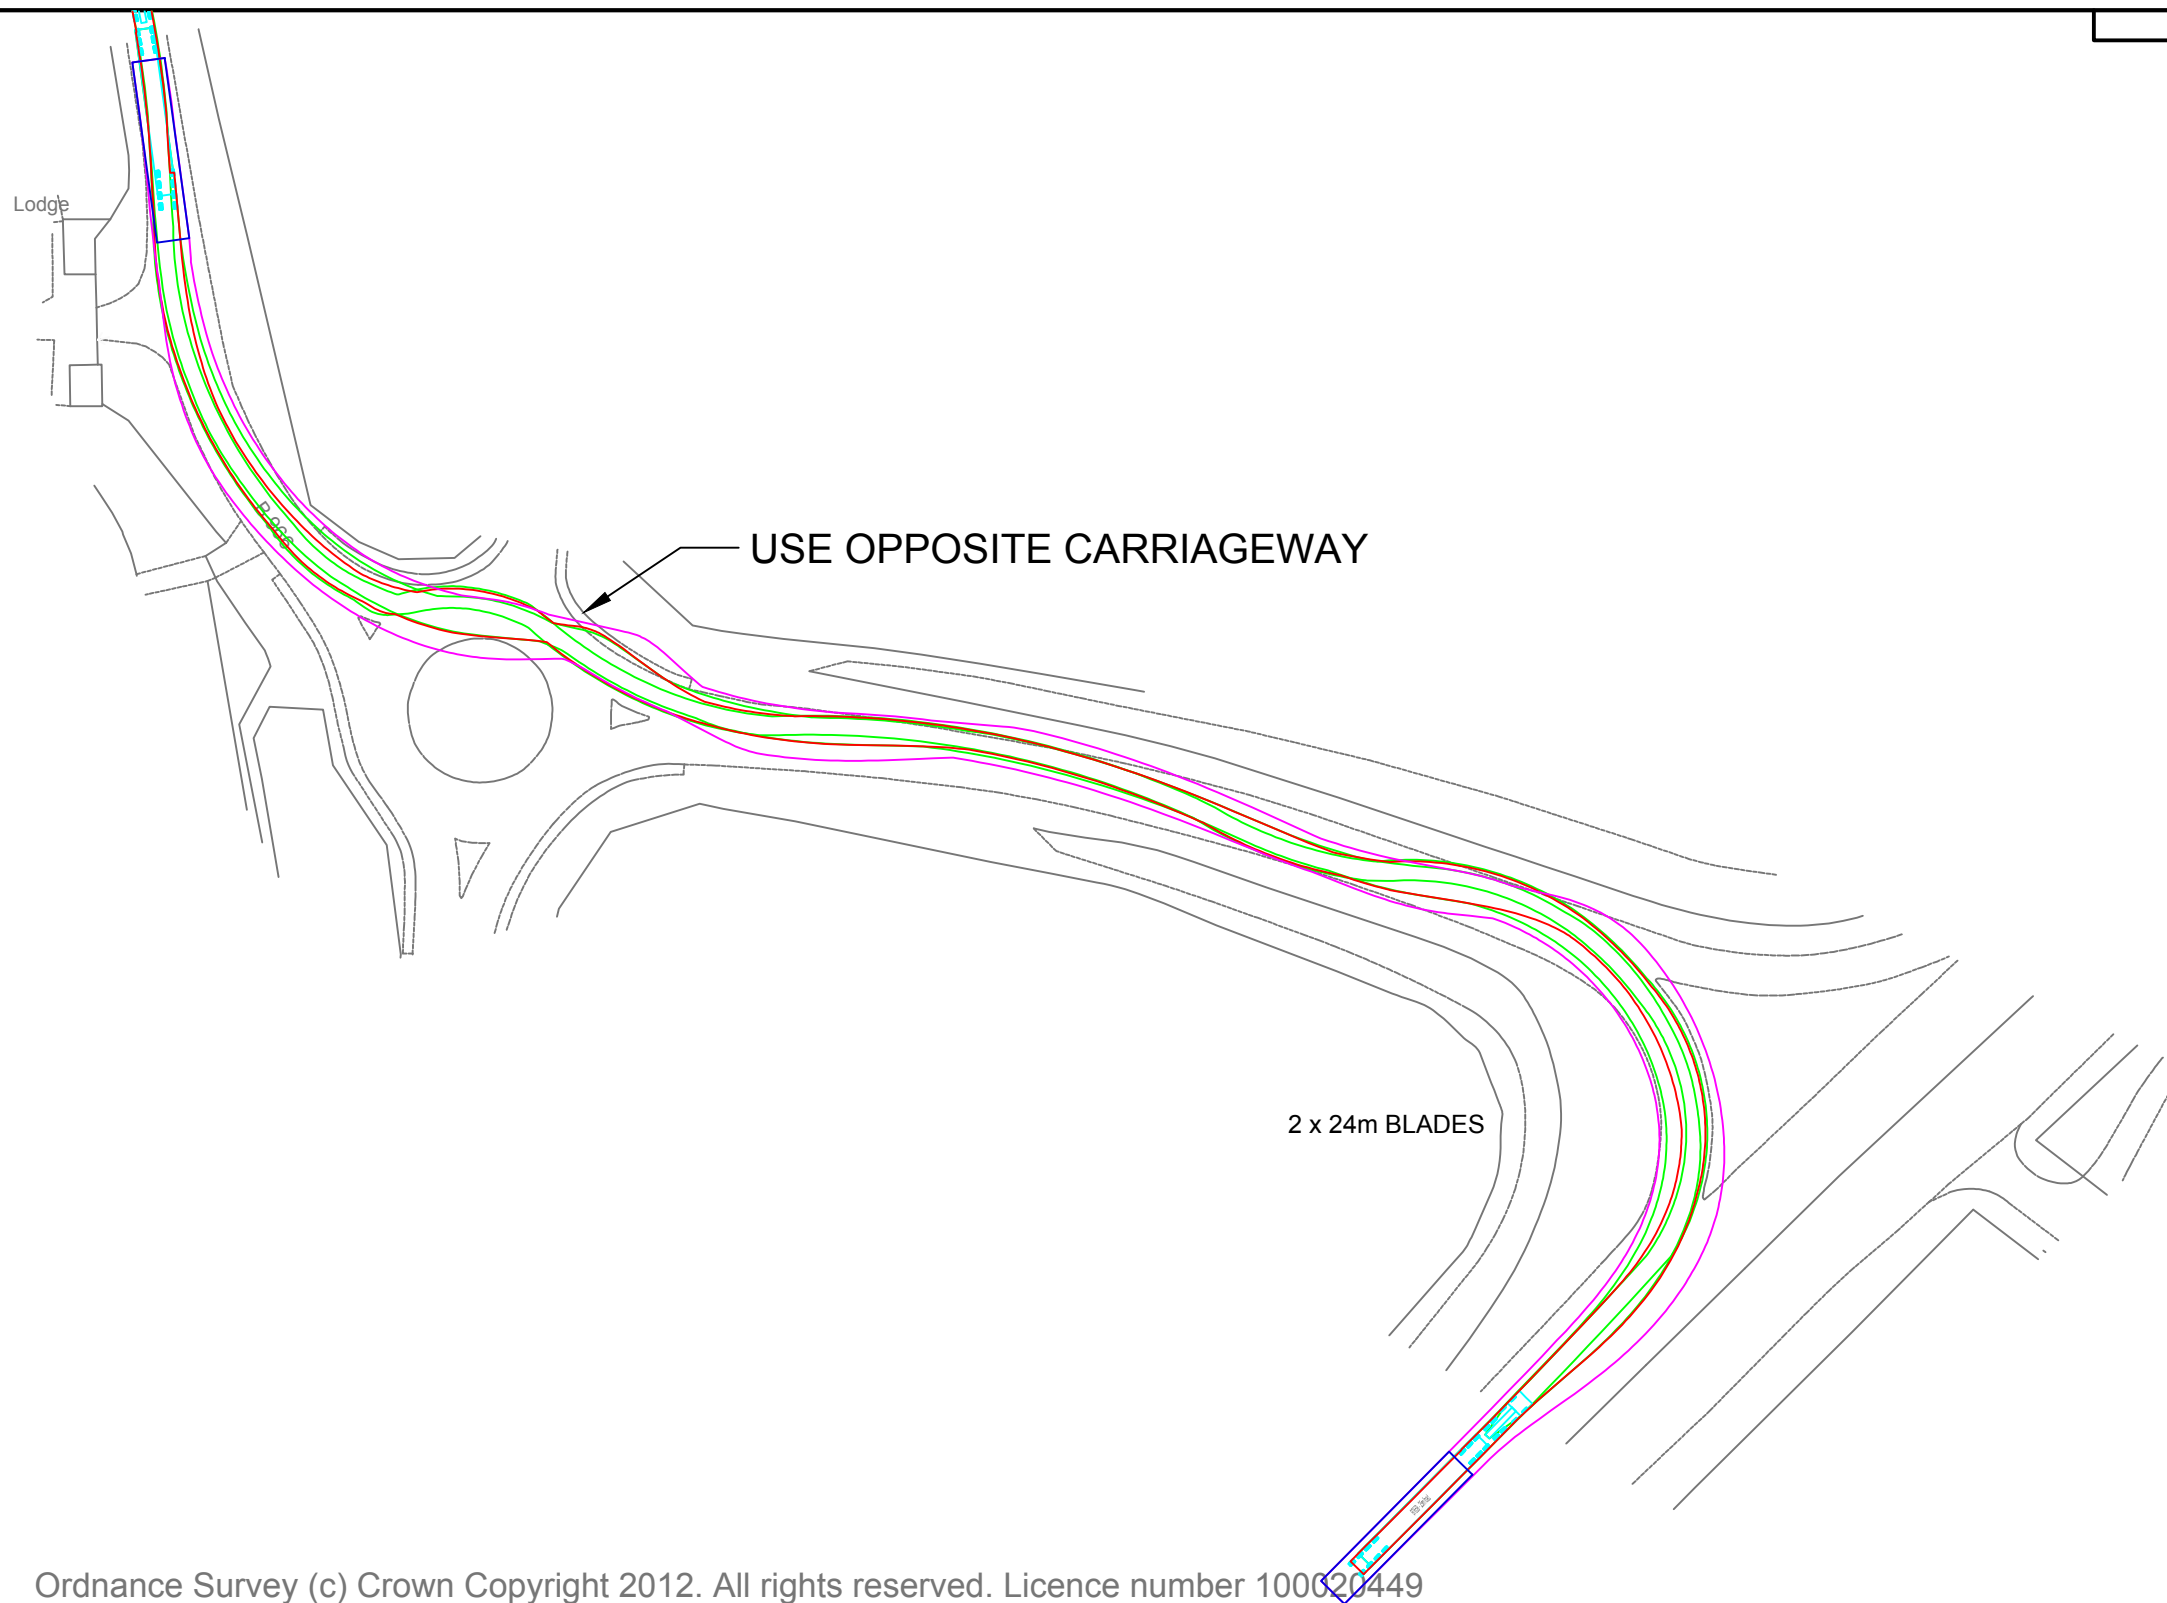 Lodge
USE OPPOSITE CARRIAGEWAY
2 x 24m BLADES
Ordnance Survey (c) Crown Copyright 2012. All rights reserved. Licence number 100020449